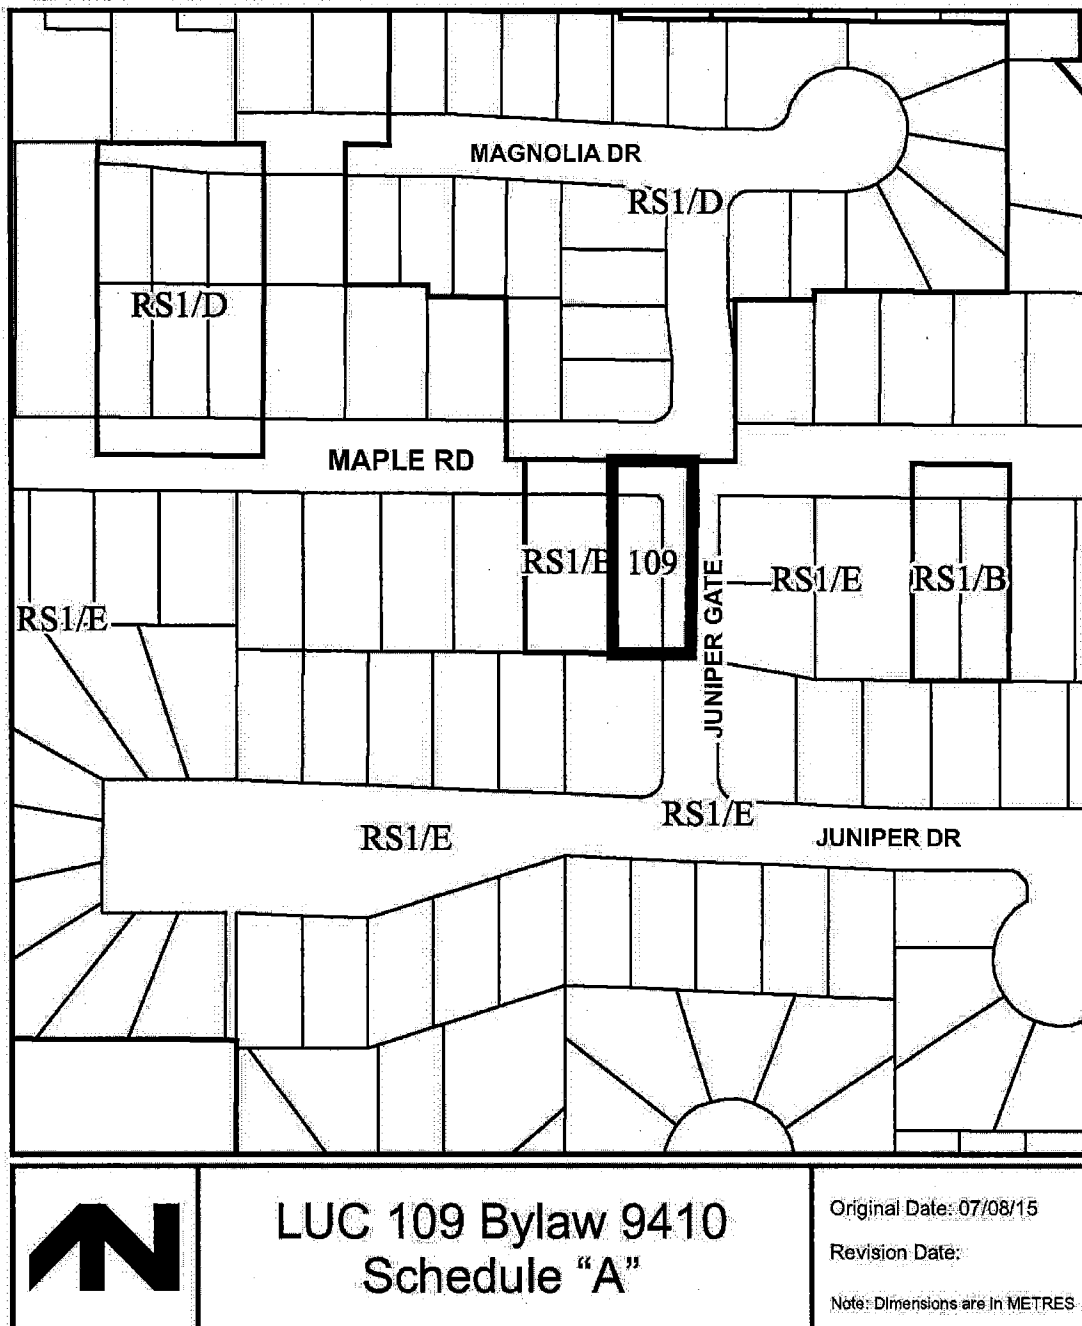 MAGNOLIA DR
RS1/D
RS1/D
MAPLE RD
RS1/B
109
RS1/E
RS1/B
RS1/E
JUNIPER GATE
RS1/E
RS1/E
JUNIPER DR
LUC 109 Bylaw 9410
Schedule “A”
Original Date: 07/08/15
Revision Date:
Note: Dimensions are in METRES